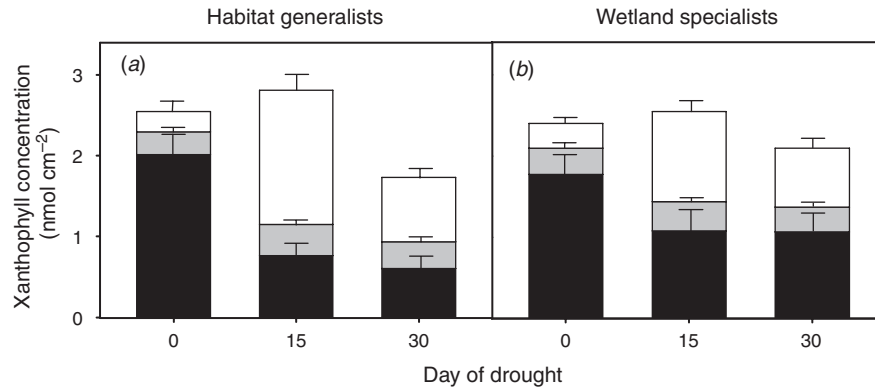 Habitat generalists
Wetland specialists
(a)
(b)
Xanthophyll concentration
(nmol cm⁻²)
3
2
1
0
0
15
30
0
15
30
Day of drought